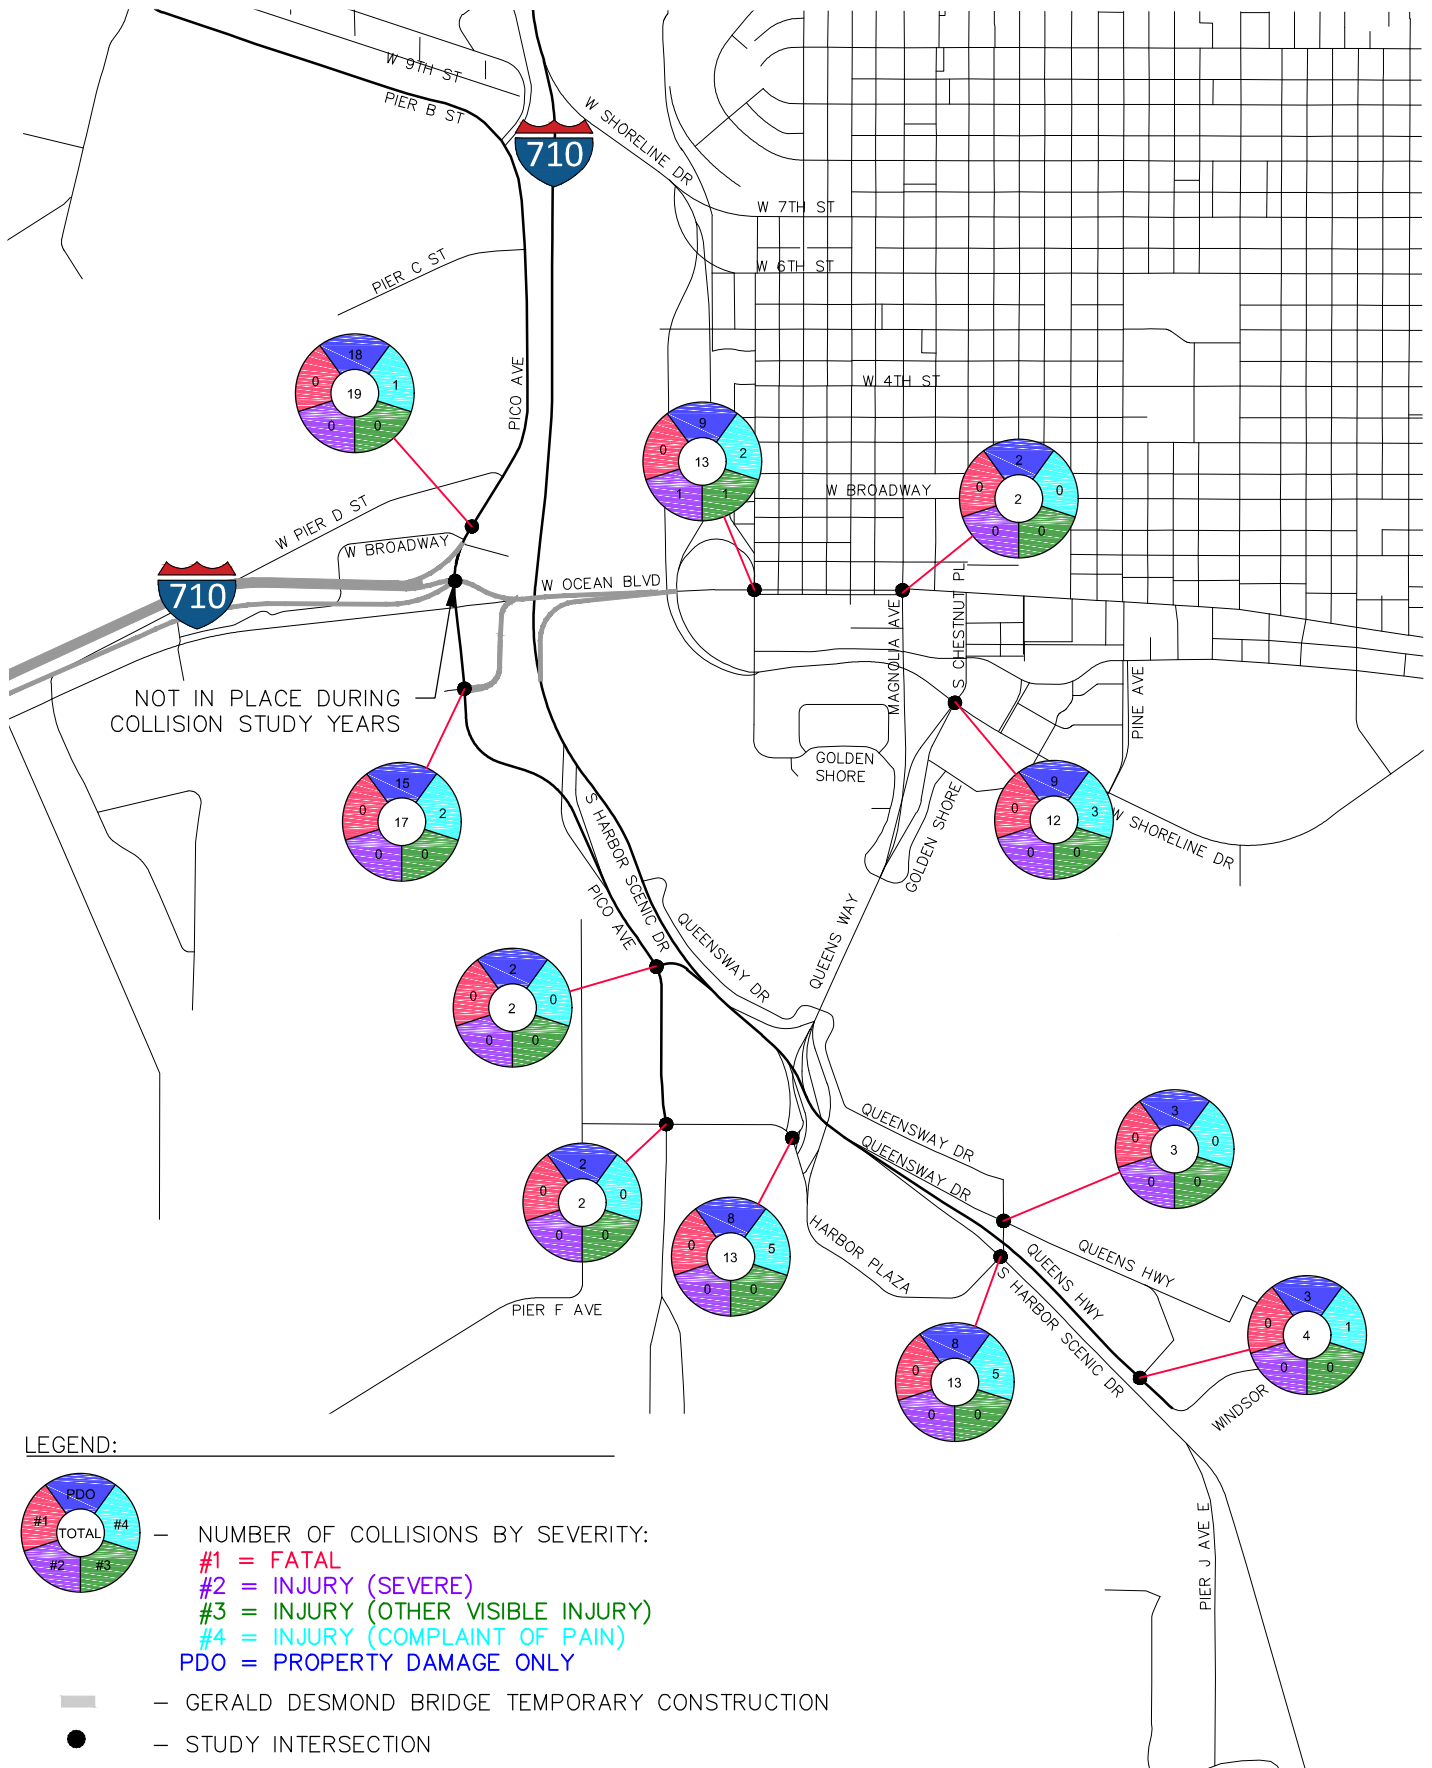 W 9TH ST
PIER B ST
710
W SHORELINE DR
W 7TH ST
W 6TH ST
PIER C ST
18
0
1
19
0
0
PICO AVE
W 4TH ST
9
0
2
13
1
1
2
0
0
2
0
0
W BROADWAY
W PIER D ST
W BROADWAY
710
W OCEAN BLVD
MAGNOLIA AVE
S CHESTNUT PL
PINE AVE
NOT IN PLACE DURING
COLLISION STUDY YEARS
GOLDEN
SHORE
GOLDEN SHORE
15
0
2
17
0
0
9
0
3
12
0
0
W SHORELINE DR
S HARBOR SCENIC DR
PICO AVE
QUEENSWAY DR
QUEENS WAY
2
0
0
2
0
0
2
0
0
2
0
0
8
0
5
13
0
0
QUEENSWAY DR
QUEENSWAY DR
3
0
0
3
0
0
HARBOR PLAZA
QUEENS HWY
QUEENS HWY
S HARBOR SCENIC DR
PIER F AVE
8
0
5
13
0
0
3
0
1
4
0
0
WINDSOR
PIER J AVE E
LEGEND:
PDO
#1
#4
TOTAL
#2
#3
– NUMBER OF COLLISIONS BY SEVERITY:
#1 = FATAL
#2 = INJURY (SEVERE)
#3 = INJURY (OTHER VISIBLE INJURY)
#4 = INJURY (COMPLAINT OF PAIN)
PDO = PROPERTY DAMAGE ONLY
– GERALD DESMOND BRIDGE TEMPORARY CONSTRUCTION
– STUDY INTERSECTION